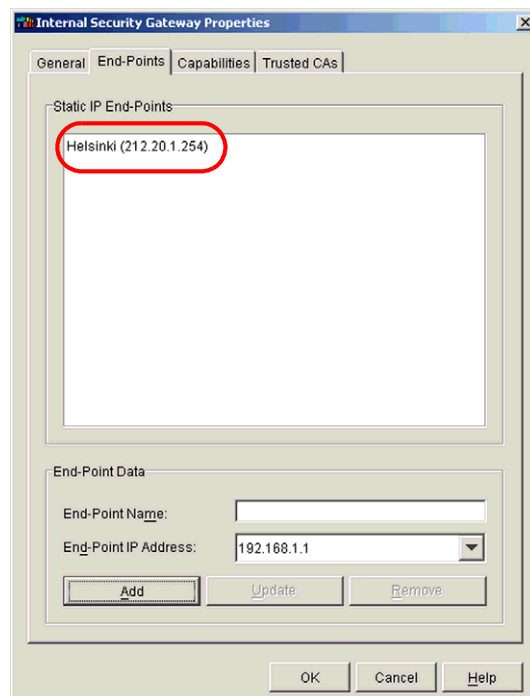 Internal Security Gateway Properties
General End-Points Capabilities Trusted CAs
Static IP End-Points
Helsinki (212.20.1.254)
End-Point Data
End-Point Name:
End-Point IP Address: 192.168.1.1
Add Update Remove
OK Cancel Help